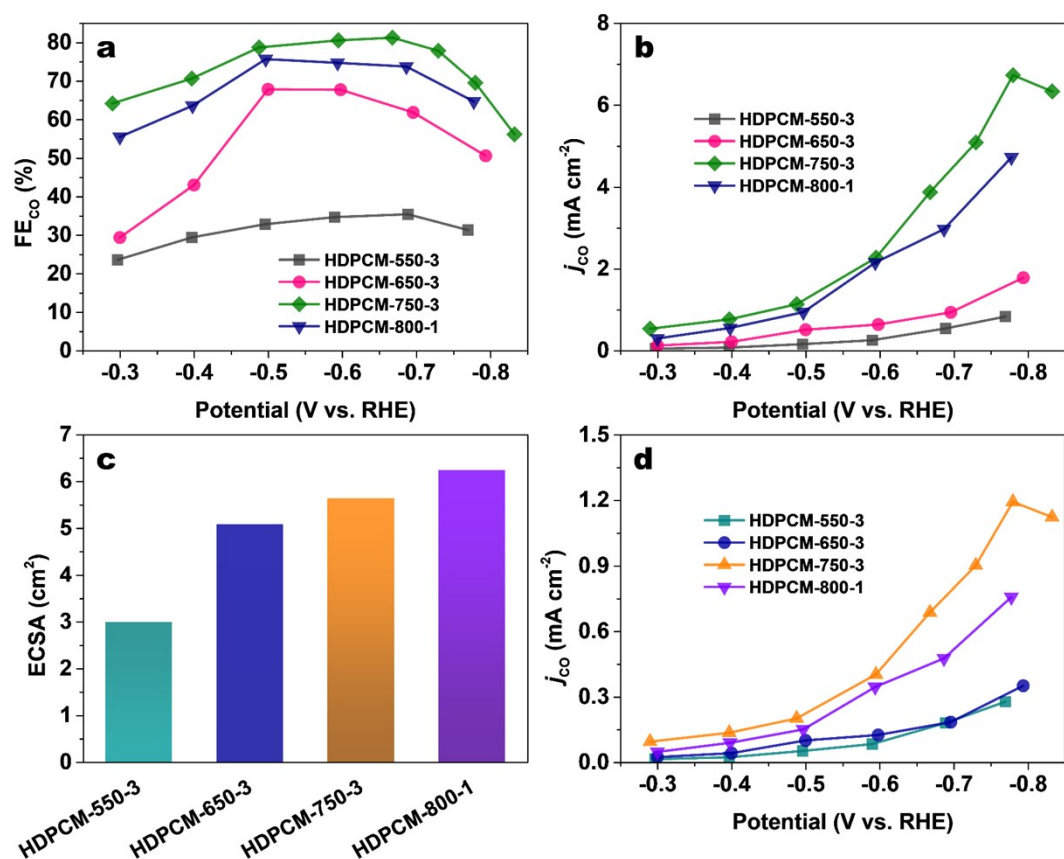 a
FE_CO (%)
80
70
60
50
40
30
20
10
0
HDPCM-550-3
HDPCM-650-3
HDPCM-750-3
HDPCM-800-1
-0.3 -0.4 -0.5 -0.6 -0.7 -0.8
Potential (V vs. RHE)
b
j_CO (mA cm⁻²)
8
6
4
2
0
HDPCM-550-3
HDPCM-650-3
HDPCM-750-3
HDPCM-800-1
-0.3 -0.4 -0.5 -0.6 -0.7 -0.8
Potential (V vs. RHE)
c
ECSA (cm²)
7
6
5
4
3
2
1
0
HDPCM-550-3
HDPCM-650-3
HDPCM-750-3
HDPCM-800-1
d
j_CO (mA cm⁻²)
1.5
1.2
0.9
0.6
0.3
0.0
HDPCM-550-3
HDPCM-650-3
HDPCM-750-3
HDPCM-800-1
-0.3 -0.4 -0.5 -0.6 -0.7 -0.8
Potential (V vs. RHE)